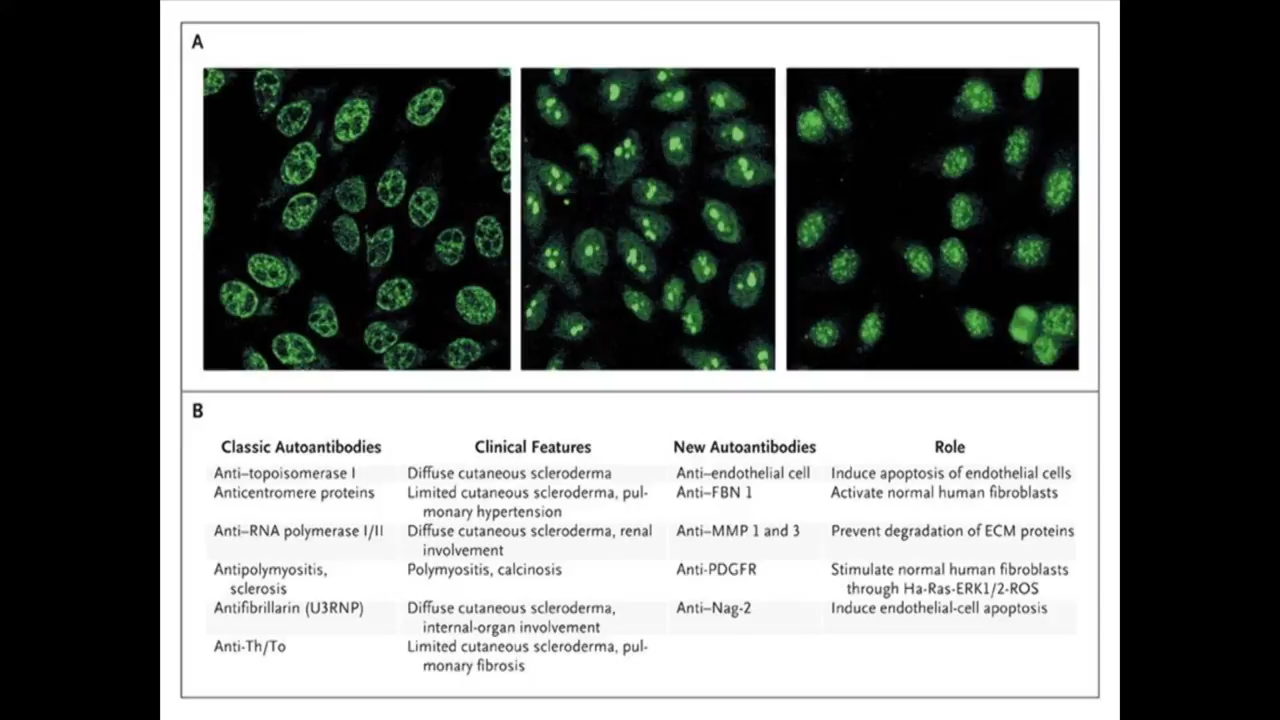 A
B
Classic Autoantibodies Clinical Features New Autoantibodies Role
Anti–topoisomerase I Diffuse cutaneous scleroderma Anti–endothelial cell Induce apoptosis of endothelial cells
Anticentromere proteins Limited cutaneous scleroderma, pul- Anti–FBN 1 Activate normal human fibroblasts
monary hypertension
Anti–RNA polymerase I/II Diffuse cutaneous scleroderma, renal Anti–MMP 1 and 3 Prevent degradation of ECM proteins
involvement
Antipolymyositis, Polymyositis, calcinosis Anti-PDGFR Stimulate normal human fibroblasts
sclerosis through Ha-Ras-ERK1/2-ROS
Antifibrillarin (U3RNP) Diffuse cutaneous scleroderma, Anti–Nag-2 Induce endothelial-cell apoptosis
internal-organ involvement
Anti-Th/To Limited cutaneous scleroderma, pul-
monary fibrosis